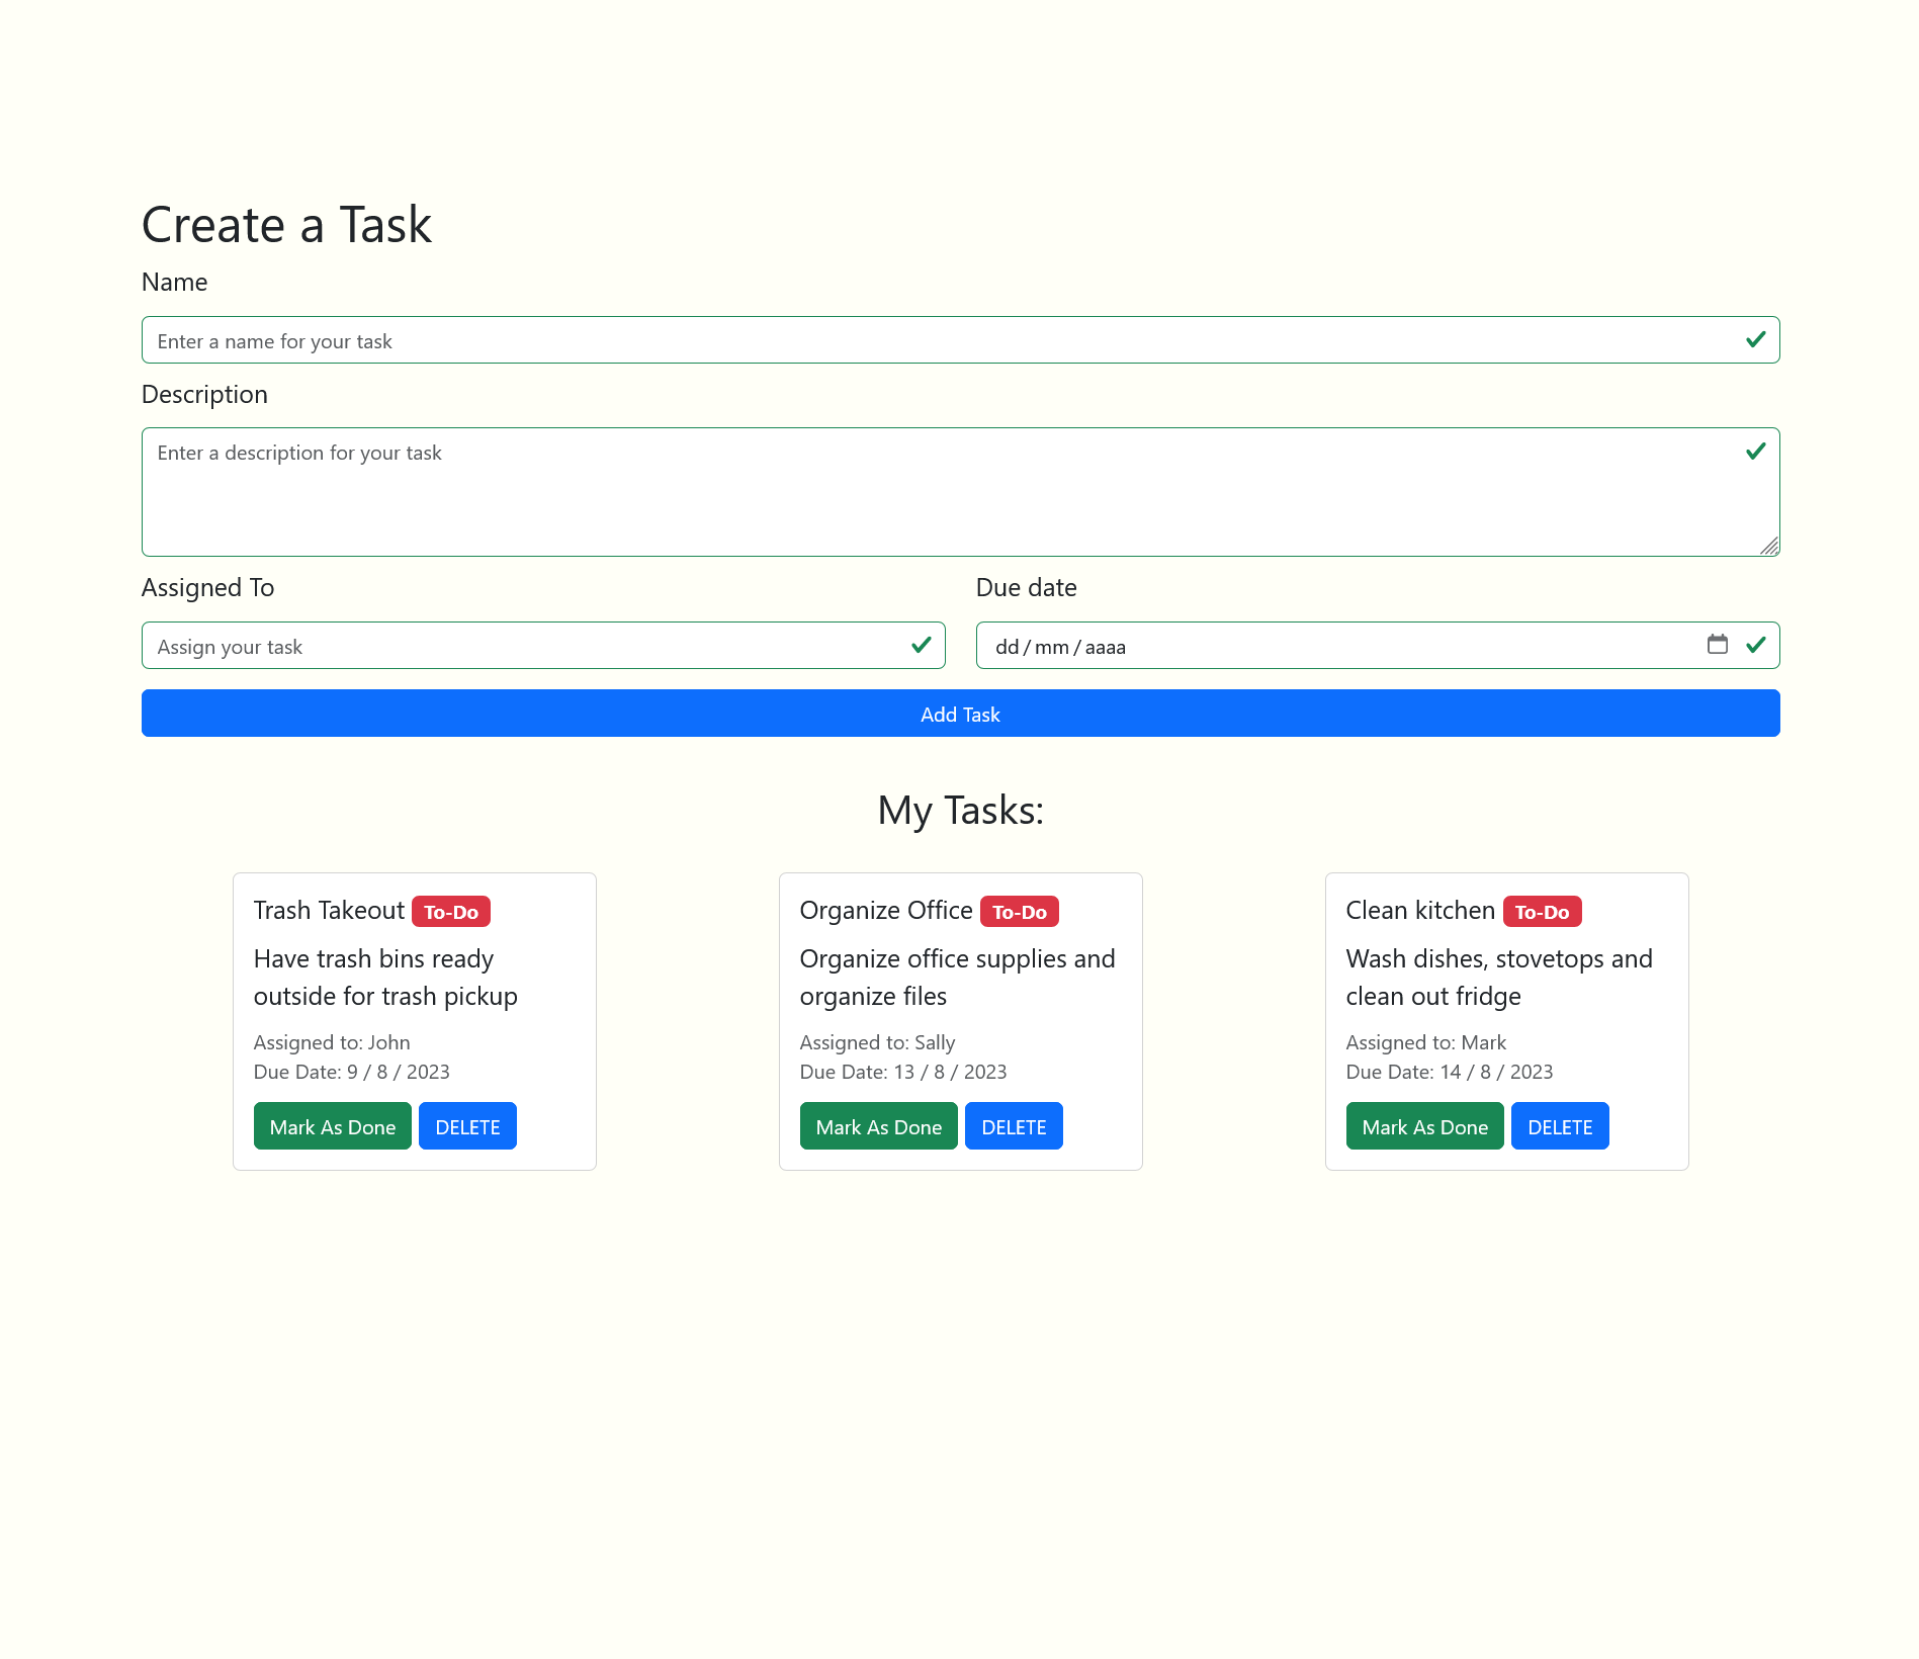 Create a Task
Name
Enter a name for your task
Description
Enter a description for your task
Assigned To
Due date
Assign your task
dd / mm / aaaa
Add Task
My Tasks:
Trash Takeout To-Do
Have trash bins ready
outside for trash pickup
Assigned to: John
Due Date: 9 / 8 / 2023
Mark As Done DELETE
Organize Office To-Do
Organize office supplies and
organize files
Assigned to: Sally
Due Date: 13 / 8 / 2023
Mark As Done DELETE
Clean kitchen To-Do
Wash dishes, stovetops and
clean out fridge
Assigned to: Mark
Due Date: 14 / 8 / 2023
Mark As Done DELETE